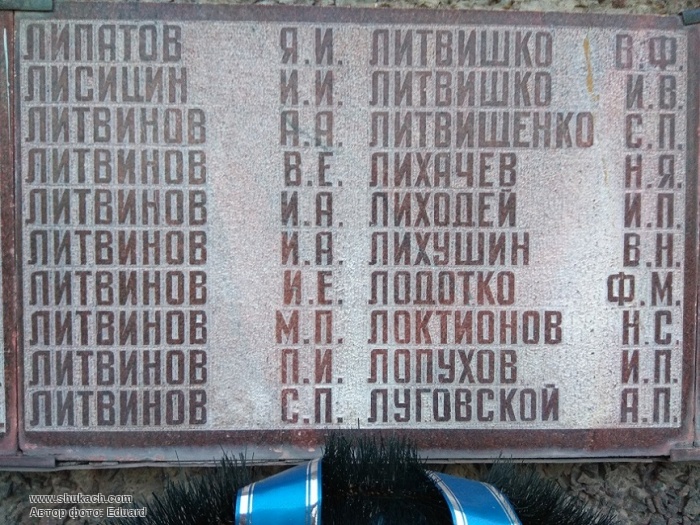 ЛИПАТОВ Я.И.
ЛИСИЦИН И.И.
ЛИТВИНОВ А.А.
ЛИТВИНОВ В.Е.
ЛИТВИНОВ И.А.
ЛИТВИНОВ И.А.
ЛИТВИНОВ И.Е.
ЛИТВИНОВ М.П.
ЛИТВИНОВ П.И.
ЛИТВИНОВ С.П.
ЛИТВИШКО В.Ф
ЛИТВИШКО И.В.
ЛИТВИЩЕНКО С.П.
ЛИХАЧЕВ Н.Я.
ЛИХОДЕЙ И.П.
ЛИХУШИН В.Н.
ЛОДОТКО Ф.М.
ЛОКТИОНОВ Н.С.
ЛОПУХОВ И.П.
ЛУГОВСКОЙ А.П.
www.shukach.com
Автор фото: Eduard